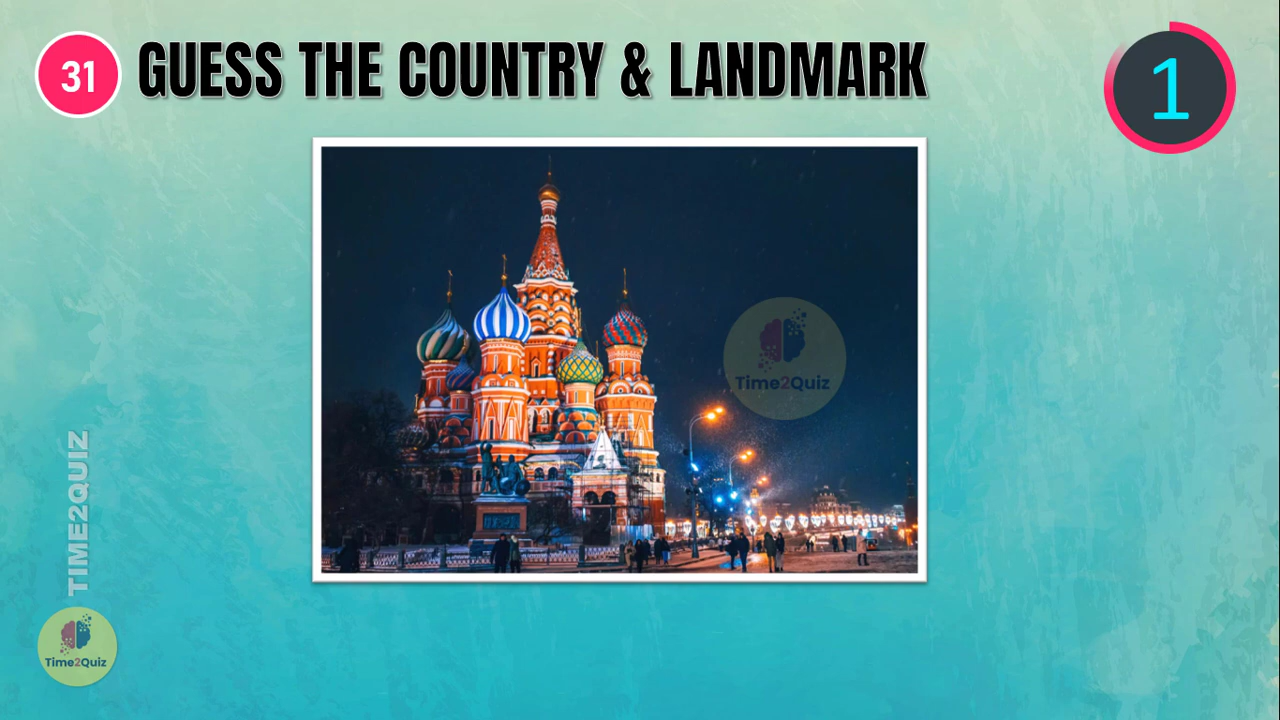 31
GUESS THE COUNTRY & LANDMARK
1
Time2Quiz
TIME2QUIZ
Time2Quiz